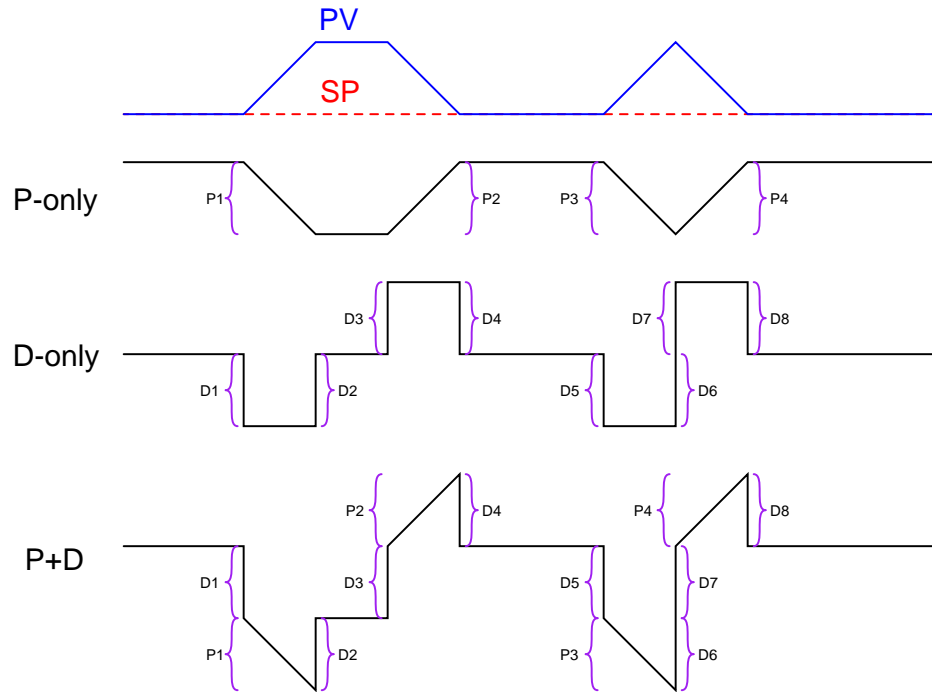 PV
SP
P-only
P1
P2
P3
P4
D-only
D3
D4
D7
D8
D1
D2
D5
D6
P+D
P2
D4
P4
D8
D1
D3
D5
D7
P1
D2
P3
D6